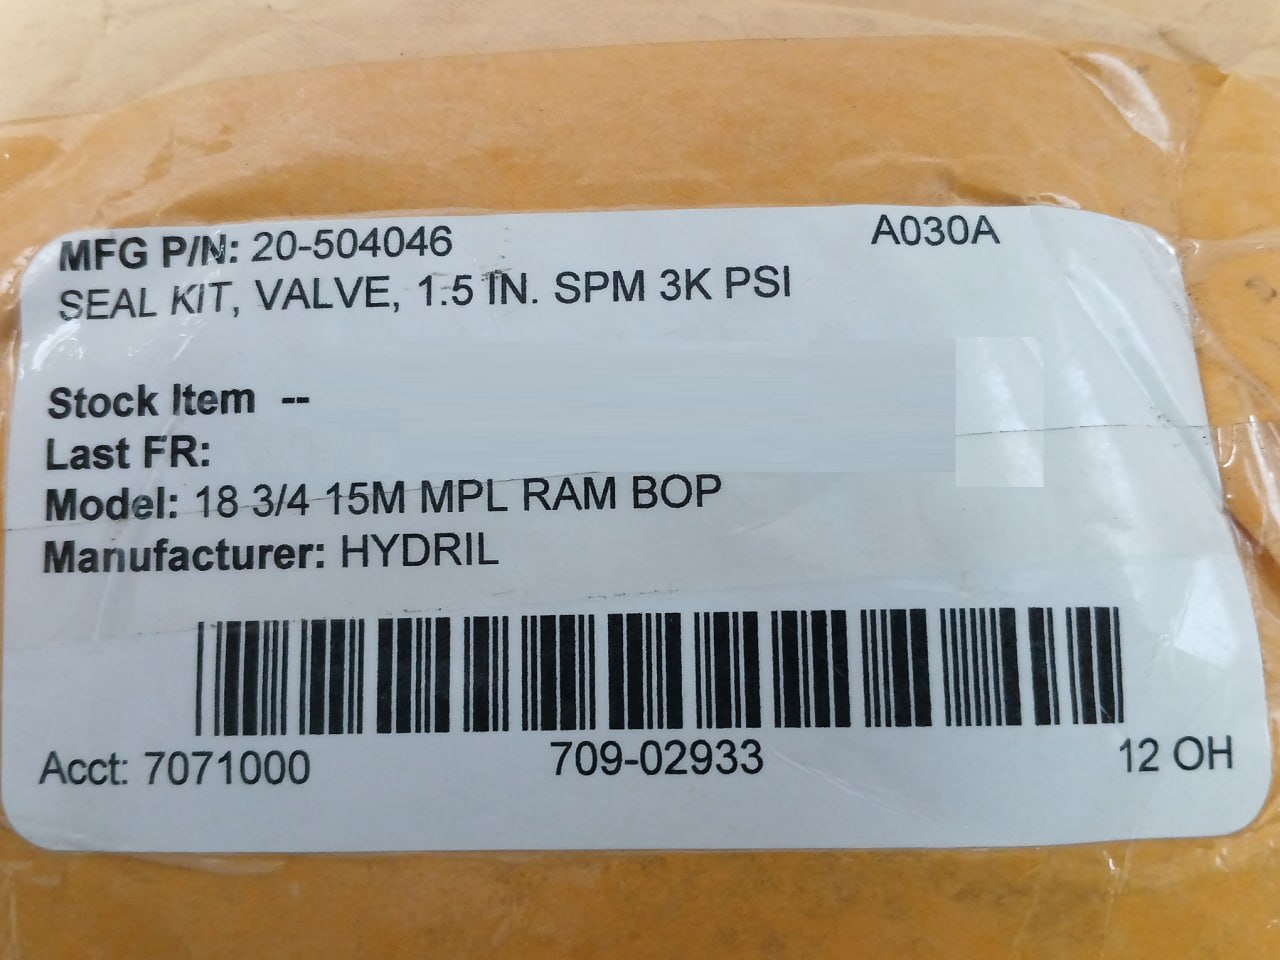 MFG P/N: 20-504046 A030A
SEAL KIT, VALVE, 1.5 IN. SPM 3K PSI
Stock Item --
Last FR:
Model: 18 3/4 15M MPL RAM BOP
Manufacturer: HYDRIL
Acct: 7071000 709-02933 12 OH